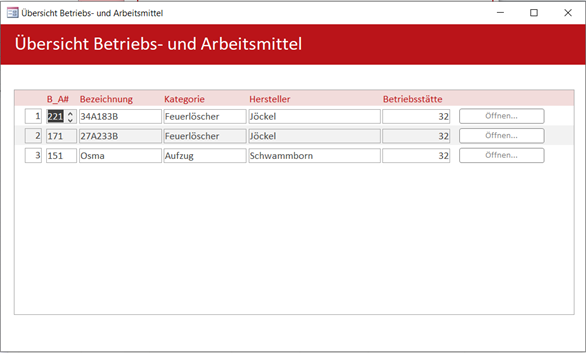 Übersicht Betriebs- und Arbeitsmittel
Übersicht Betriebs- und Arbeitsmittel
B_A# Bezeichnung Kategorie Hersteller Betriebsstätte
1 221 34A183B Feuerlöscher Jöckel 32 Öffnen...
2 171 27A233B Feuerlöscher Jöckel 32 Öffnen...
3 151 Osma Aufzug Schwammborn 32 Öffnen...